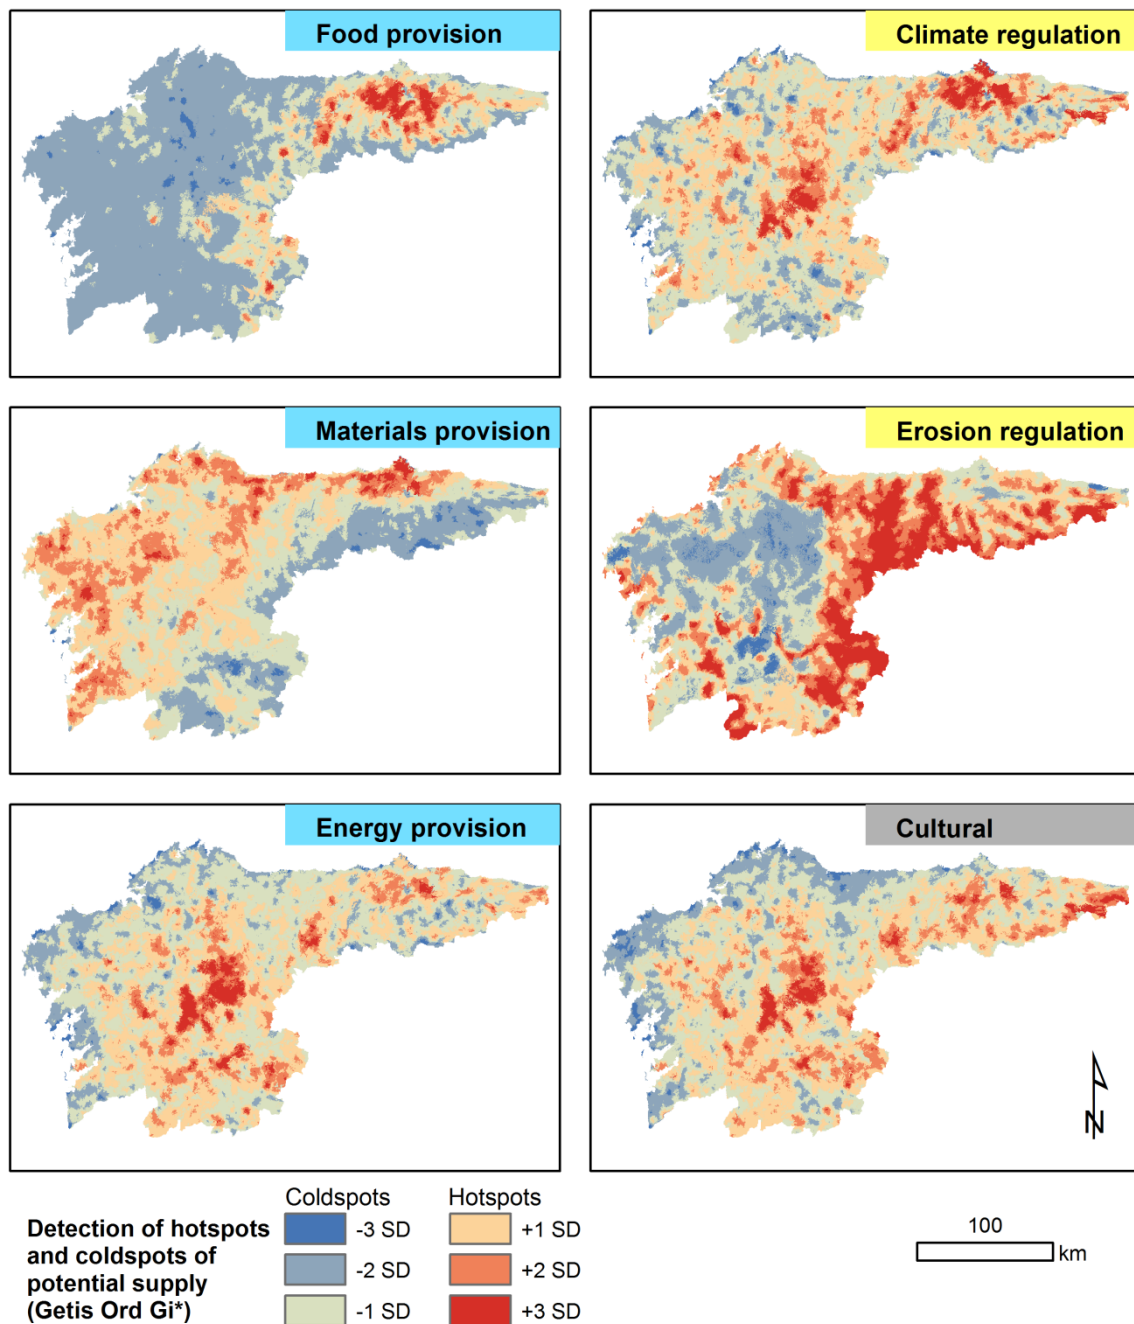 Food provision
Climate regulation
Materials provision
Erosion regulation
Energy provision
Cultural
N
Detection of hotspots
and coldspots of
potential supply
(Getis Ord Gi*)
Coldspots
-3 SD
-2 SD
-1 SD
Hotspots
+1 SD
+2 SD
+3 SD
100
km